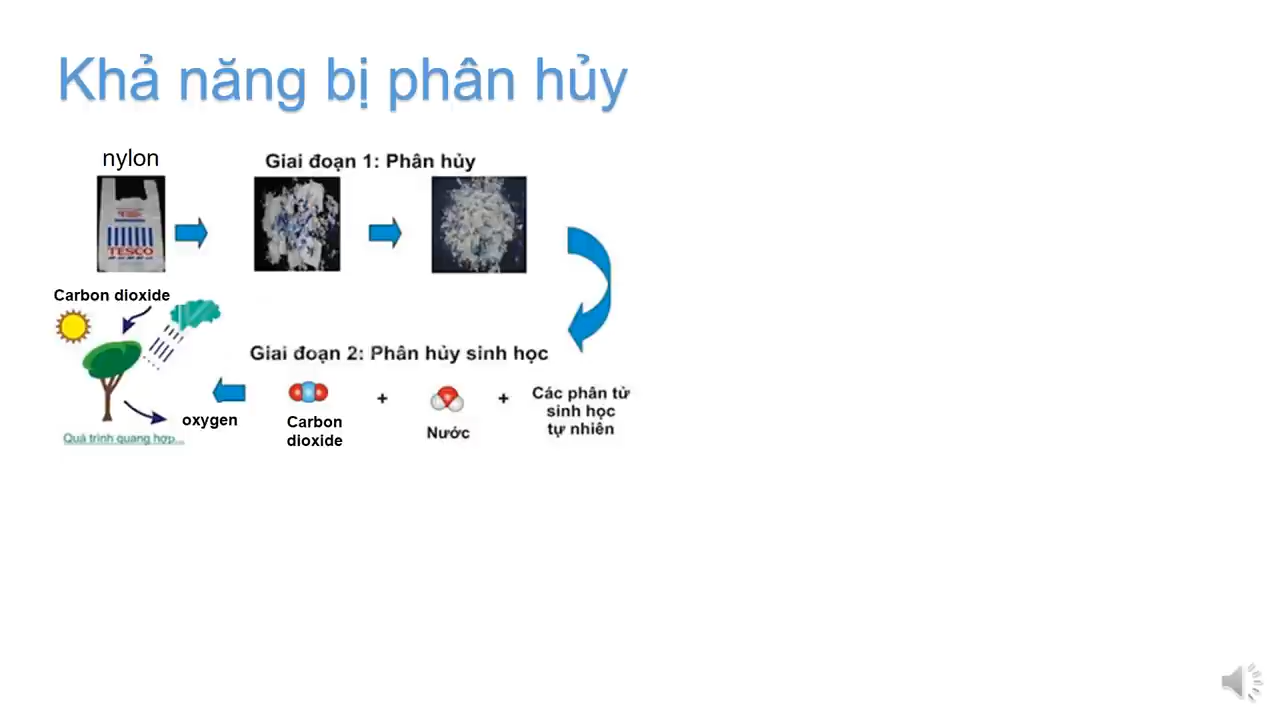 Khả năng bị phân hủy
nylon
Giai đoạn 1: Phân hủy
TESCO
Carbon dioxide
Giai đoạn 2: Phân hủy sinh học
oxygen
Quá trình quang hợp...
Carbon
dioxide
+
Nước
+
Các phân tử
sinh học
tự nhiên